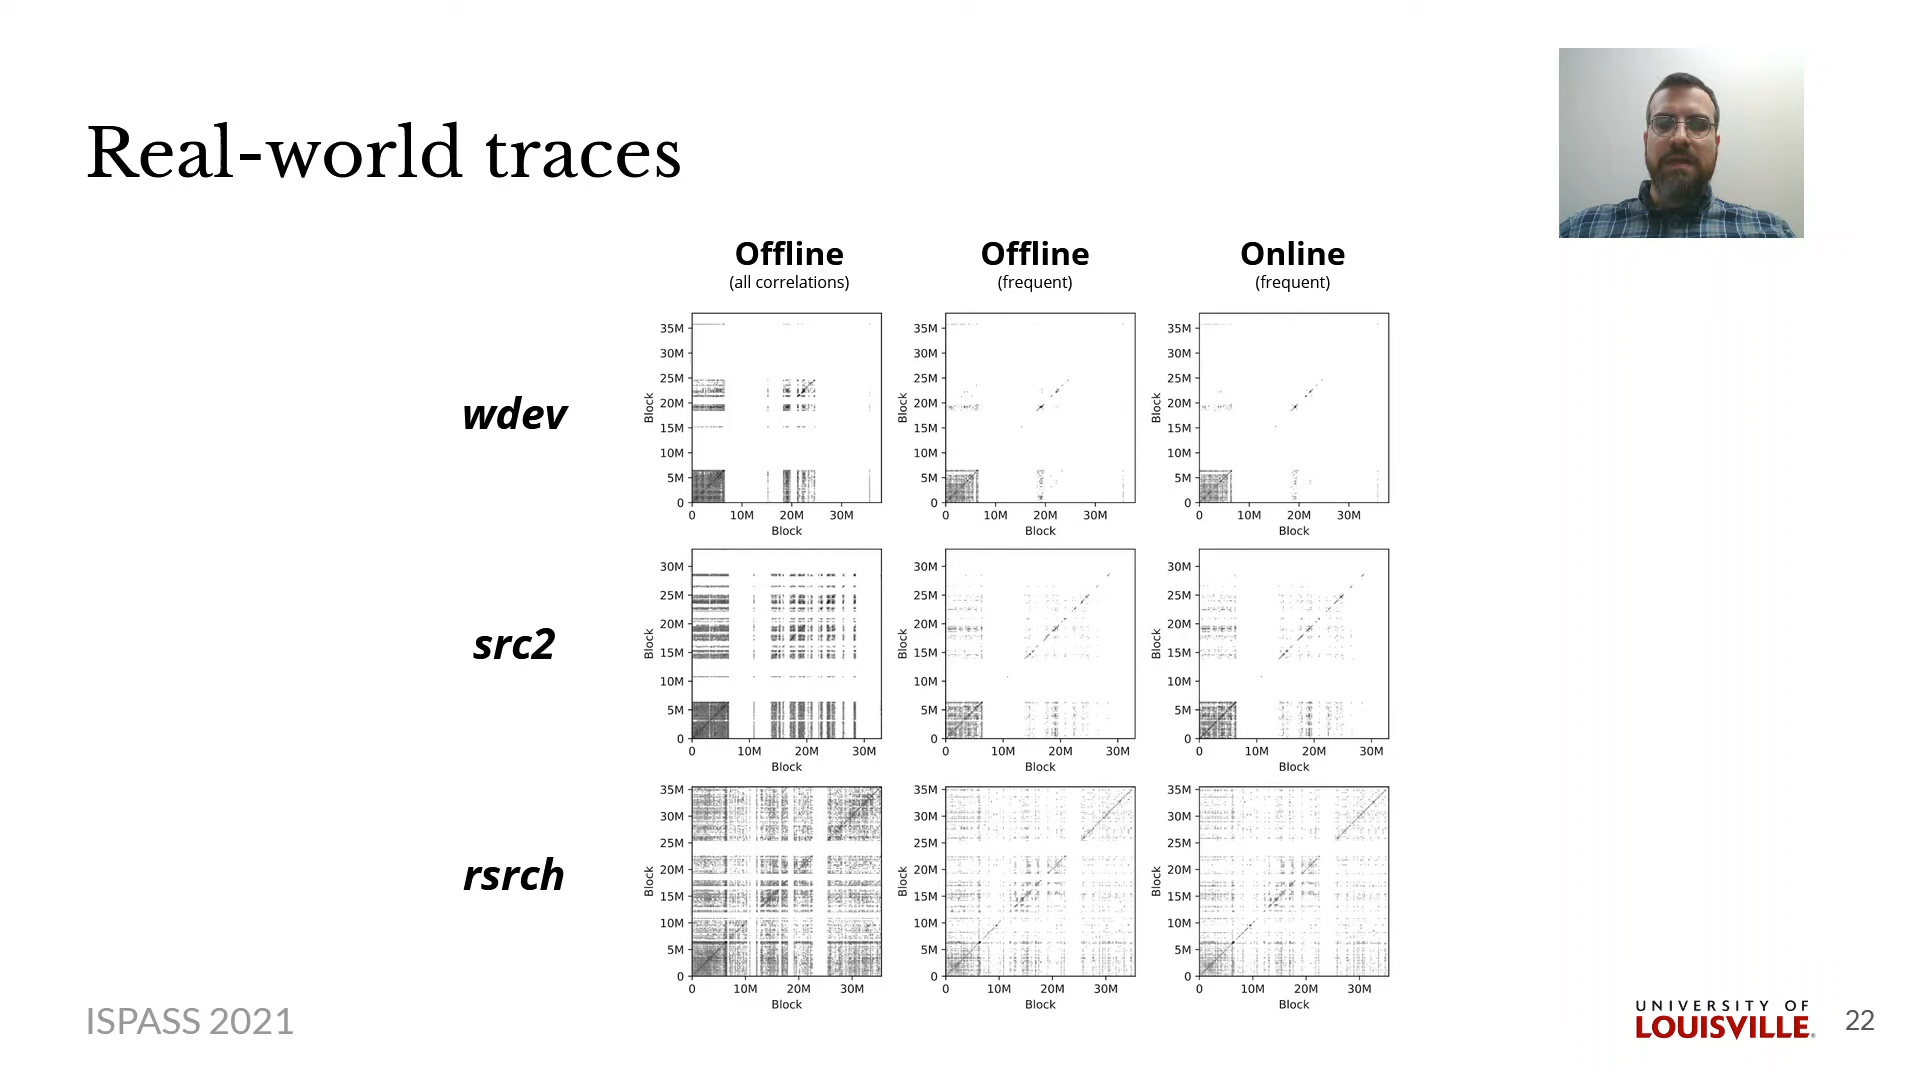 Real-world traces
Offline
(all correlations)
Offline
(frequent)
Online
(frequent)
wdev
35M
30M
25M
20M
15M
10M
5M
0
Block
0 10M 20M 30M
Block
35M
30M
25M
20M
15M
10M
5M
0
Block
0 10M 20M 30M
Block
35M
30M
25M
20M
15M
10M
5M
0
Block
0 10M 20M 30M
Block
src2
30M
25M
20M
15M
10M
5M
0
Block
0 10M 20M 30M
Block
30M
25M
20M
15M
10M
5M
0
Block
0 10M 20M 30M
Block
30M
25M
20M
15M
10M
5M
0
Block
0 10M 20M 30M
Block
rsrch
35M
30M
25M
20M
15M
10M
5M
0
Block
0 10M 20M 30M
Block
35M
30M
25M
20M
15M
10M
5M
0
Block
0 10M 20M 30M
Block
35M
30M
25M
20M
15M
10M
5M
0
Block
0 10M 20M 30M
Block
ISPASS 2021
UNIVERSITY OF
LOUISVILLE
22